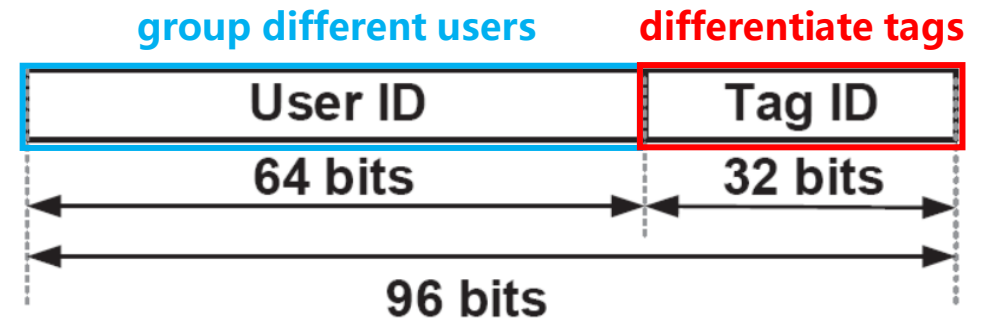 group different users
differentiate tags
User ID
Tag ID
64 bits
32 bits
96 bits